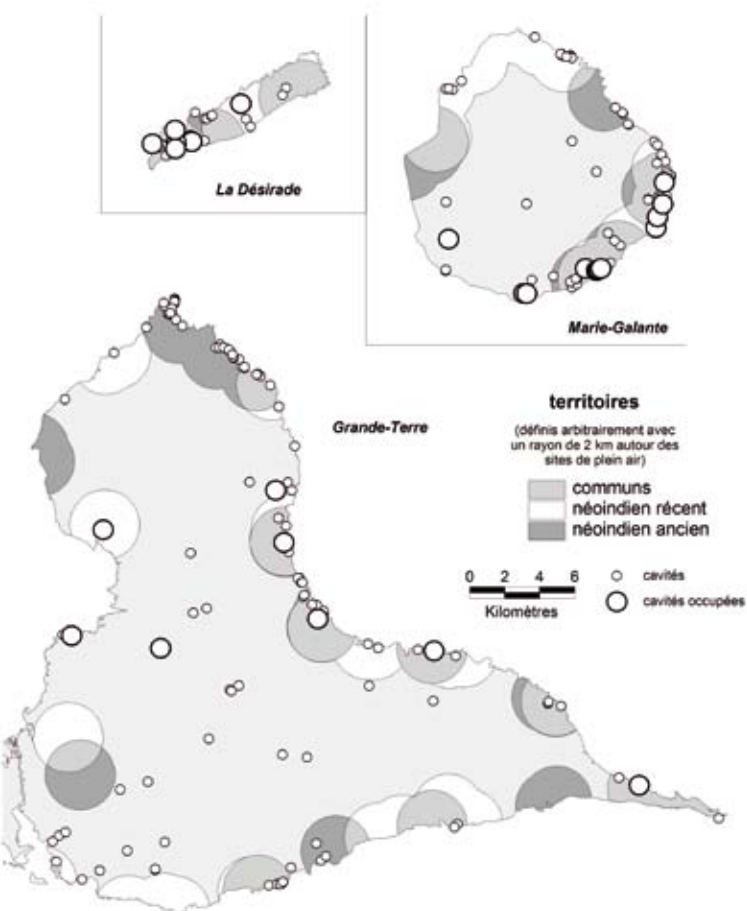 La Désirade
Marie-Galante
Grande-Terre
territoires
(définis arbitrairement avec
un rayon de 2 km autour des
sites de plein air)
communs
néoindien récent
néoindien ancien
0 2 4 6
Kilomètres
cavités
cavités occupées